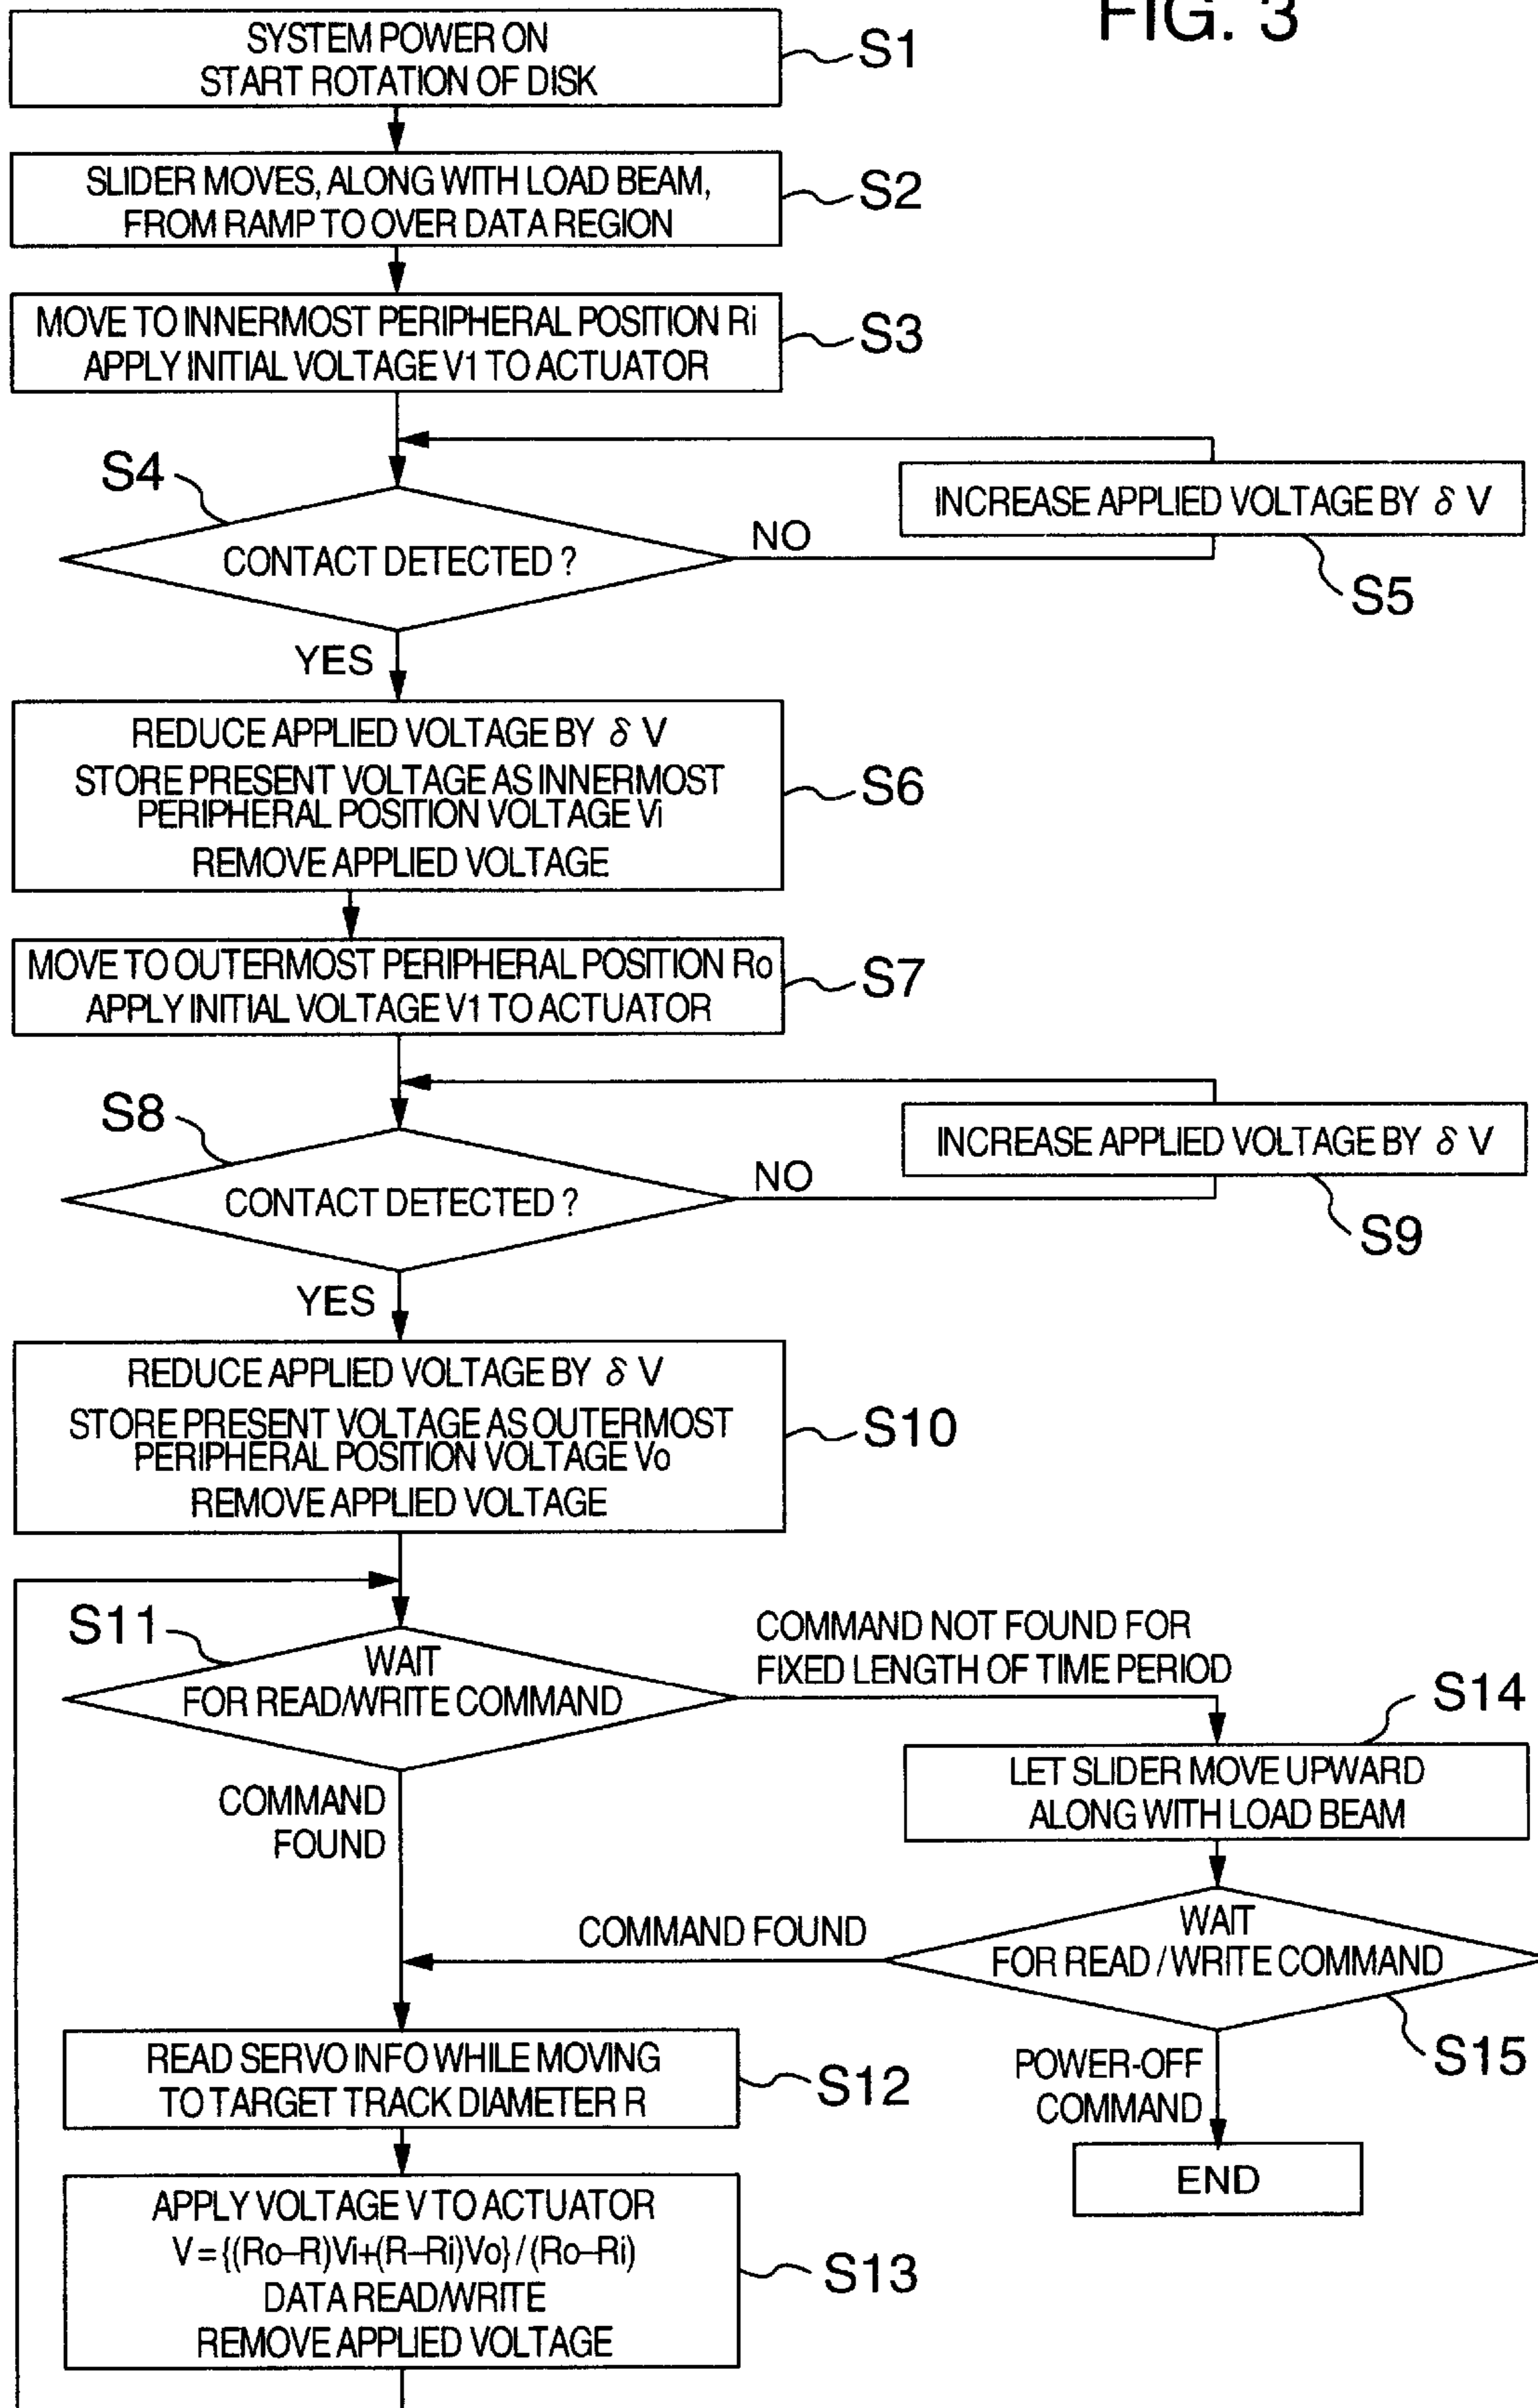 FIG. 3
SYSTEM POWER ON
START ROTATION OF DISK
S1
SLIDER MOVES, ALONG WITH LOAD BEAM,
FROM RAMP TO OVER DATA REGION
S2
MOVE TO INNERMOST PERIPHERAL POSITION Ri
APPLY INITIAL VOLTAGE V1 TO ACTUATOR
S3
S4
CONTACT DETECTED ?
NO
INCREASE APPLIED VOLTAGE BY δ V
S5
YES
REDUCE APPLIED VOLTAGE BY δ V
STORE PRESENT VOLTAGE AS INNERMOST
PERIPHERAL POSITION VOLTAGE Vi
REMOVE APPLIED VOLTAGE
S6
MOVE TO OUTERMOST PERIPHERAL POSITION Ro
APPLY INITIAL VOLTAGE V1 TO ACTUATOR
S7
S8
CONTACT DETECTED ?
NO
INCREASE APPLIED VOLTAGE BY δ V
S9
YES
REDUCE APPLIED VOLTAGE BY δ V
STORE PRESENT VOLTAGE AS OUTERMOST
PERIPHERAL POSITION VOLTAGE Vo
REMOVE APPLIED VOLTAGE
S10
S11
WAIT
FOR READ/WRITE COMMAND
COMMAND NOT FOUND FOR
FIXED LENGTH OF TIME PERIOD
S14
LET SLIDER MOVE UPWARD
ALONG WITH LOAD BEAM
COMMAND
FOUND
COMMAND FOUND
WAIT
FOR READ / WRITE COMMAND
S15
POWER-OFF
COMMAND
END
READ SERVO INFO WHILE MOVING
TO TARGET TRACK DIAMETER R
S12
APPLY VOLTAGE V TO ACTUATOR
V={(Ro–R)Vi+(R–Ri)Vo}/(Ro–Ri)
DATA READ/WRITE
REMOVE APPLIED VOLTAGE
S13